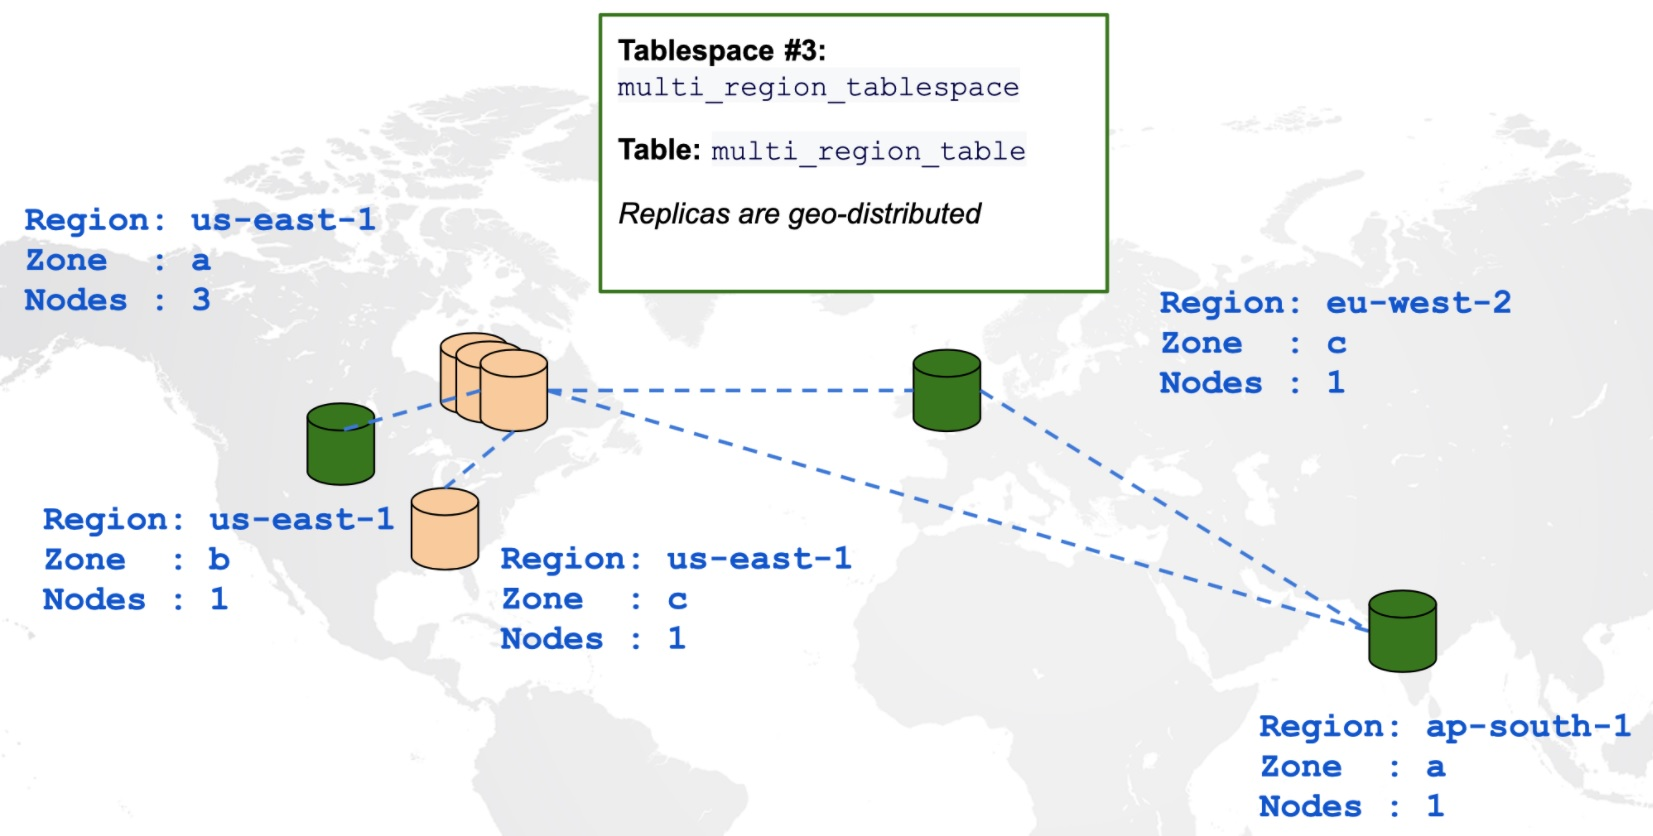 Tablespace #3:
multi_region_tablespace
Table: multi_region_table
Replicas are geo-distributed
Region: us-east-1
Zone : a
Nodes : 3
Region: eu-west-2
Zone : c
Nodes : 1
Region: us-east-1
Zone : b
Nodes : 1
Region: us-east-1
Zone : c
Nodes : 1
Region: ap-south-1
Zone : a
Nodes : 1